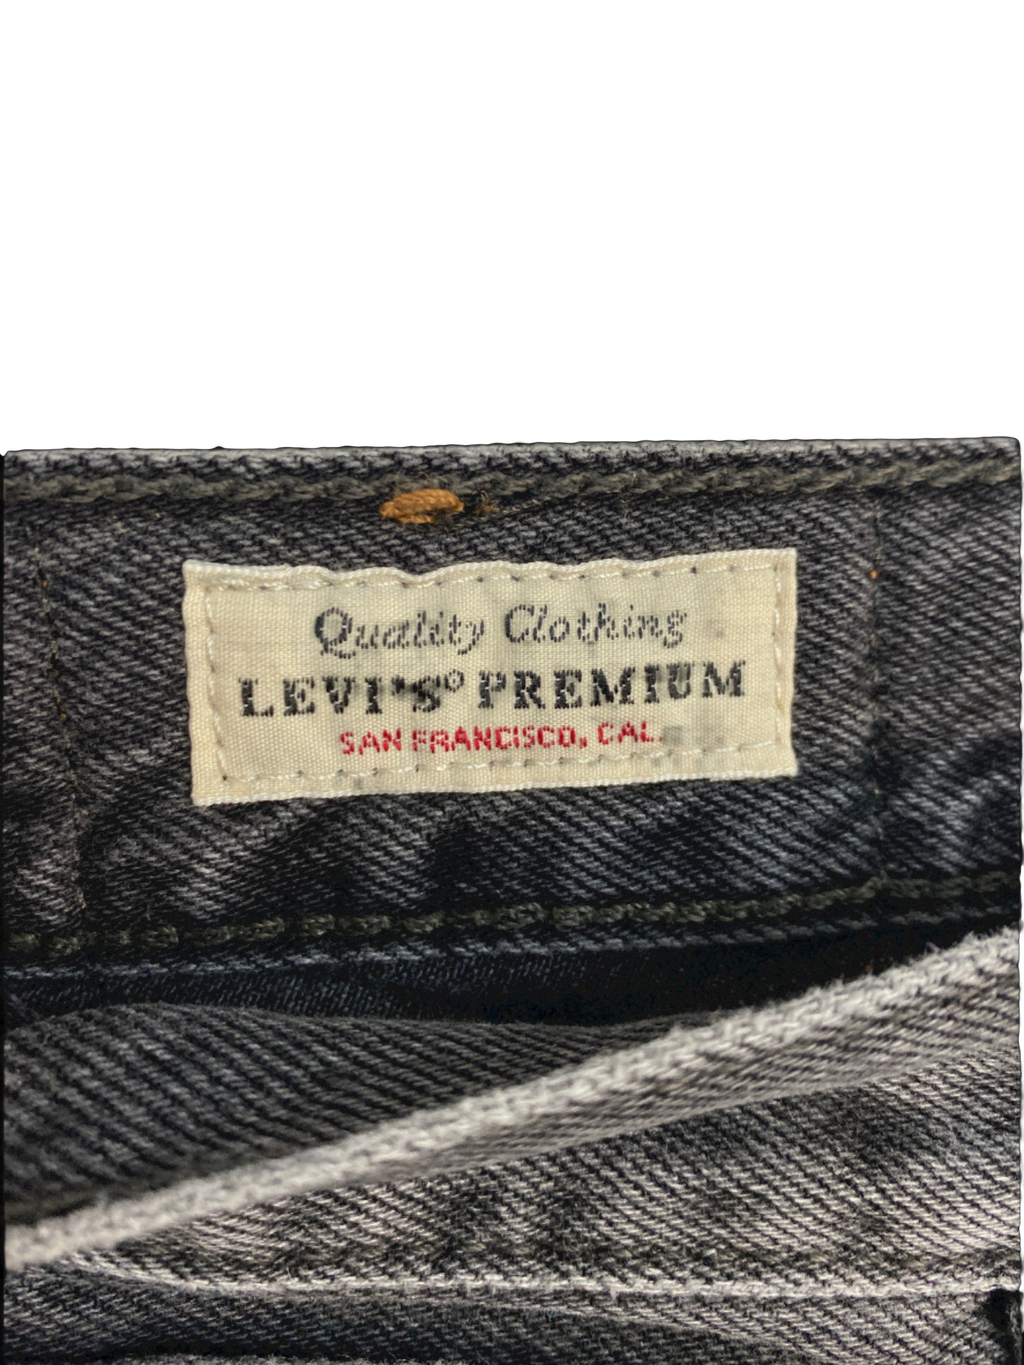 Quality Clothing
LEVI'S® PREMIUM
SAN FRANCISCO, CAL.